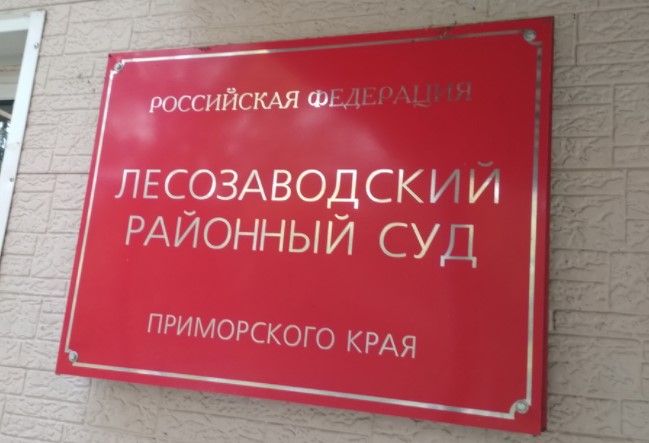 РОССИЙСКАЯ ФЕДЕРАЦИЯ
ЛЕСОЗАВОДСКИЙ
РАЙОННЫЙ СУД
ПРИМОРСКОГО КРАЯ